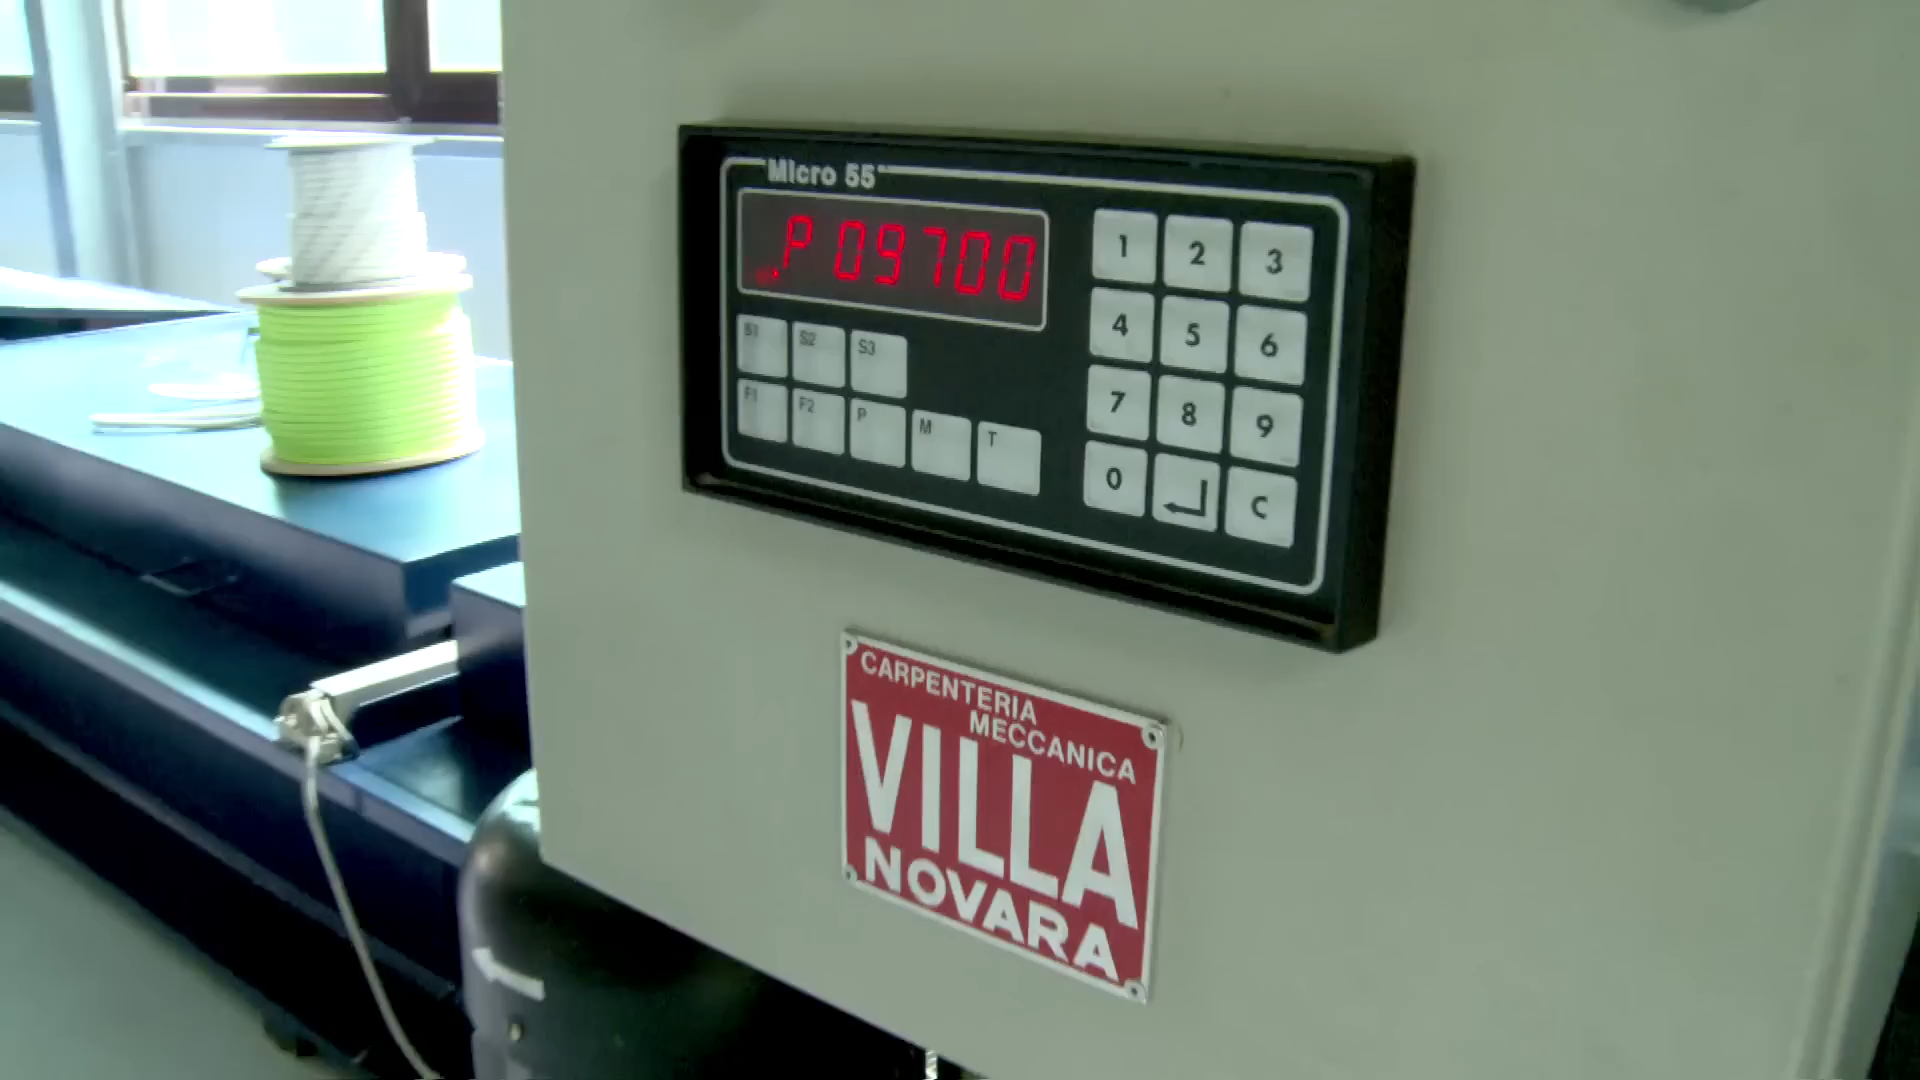 Micro 55
P 09700
1 2 3
S1 S2 S3
4 5 6
F1 F2 P M T
7 8 9
0 C
CARPENTERIA
MECCANICA
VILLA
NOVARA